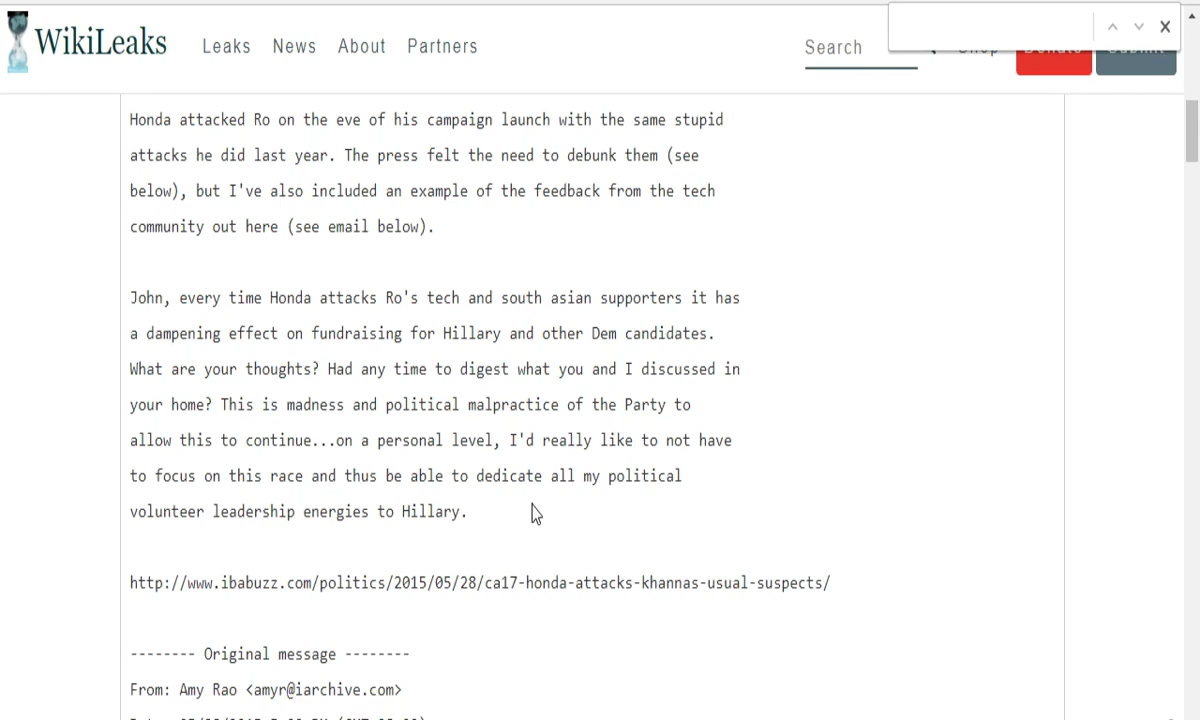 WikiLeaks
Leaks News About Partners
Search Shop Donate Submit
Honda attacked Ro on the eve of his campaign launch with the same stupid
attacks he did last year. The press felt the need to debunk them (see
below), but I've also included an example of the feedback from the tech
community out here (see email below).
John, every time Honda attacks Ro's tech and south asian supporters it has
a dampening effect on fundraising for Hillary and other Dem candidates.
What are your thoughts? Had any time to digest what you and I discussed in
your home? This is madness and political malpractice of the Party to
allow this to continue...on a personal level, I'd really like to not have
to focus on this race and thus be able to dedicate all my political
volunteer leadership energies to Hillary.
http://www.ibabuzz.com/politics/2015/05/28/ca17-honda-attacks-khannas-usual-suspects/
-------- Original message --------
From: Amy Rao <amyr@iarchive.com>